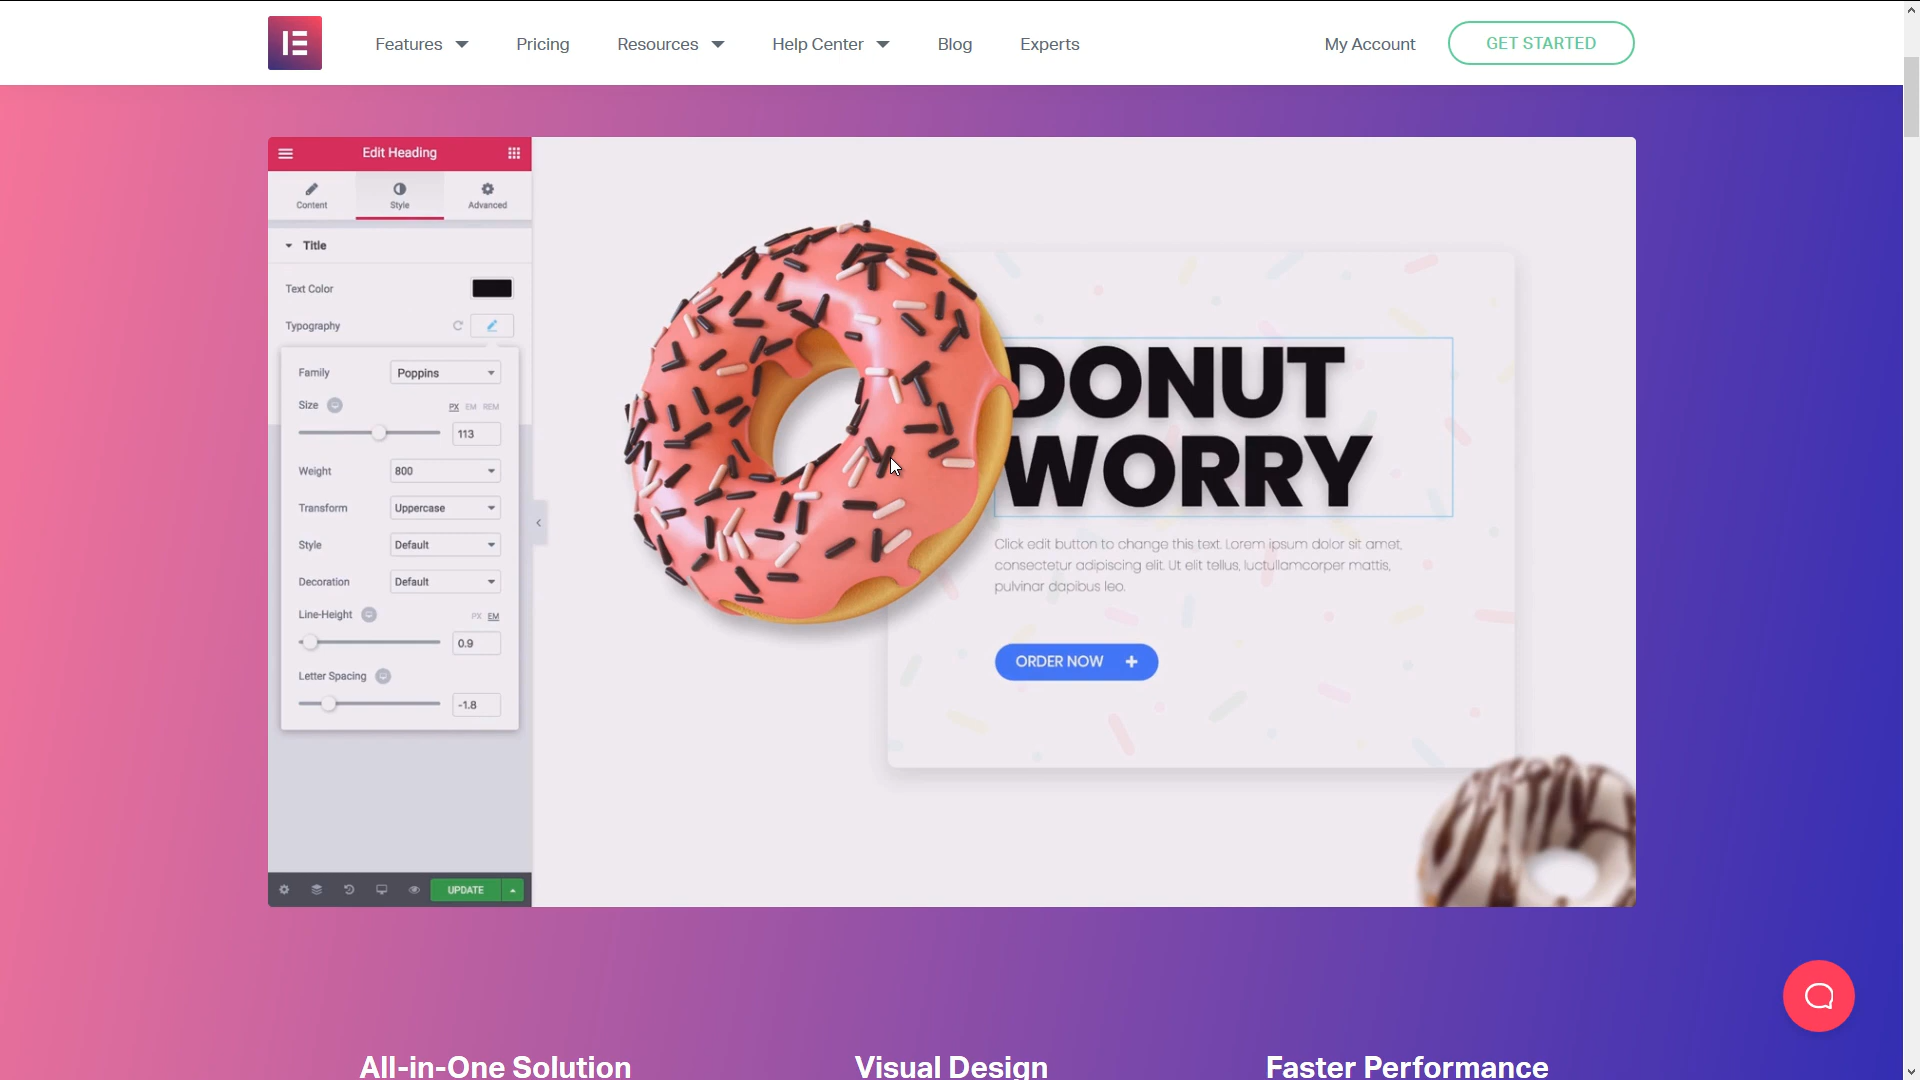 Features
Pricing
Resources
Help Center
Blog
Experts
My Account
GET STARTED
Edit Heading
Content
Style
Advanced
Title
Text Color
Typography
Family
Poppins
Size
PX EM REM
113
Weight
800
Transform
Uppercase
Style
Default
Decoration
Default
Line-Height
PX EM
0.9
Letter Spacing
-1.8
UPDATE
DONUT
WORRY
Click edit button to change this text. Lorem ipsum dolor sit amet,
consectetur adipiscing elit. Ut elit tellus, luctullamcorper mattis,
pulvinar dapibus leo.
ORDER NOW +
All-in-One Solution
Visual Design
Faster Performance